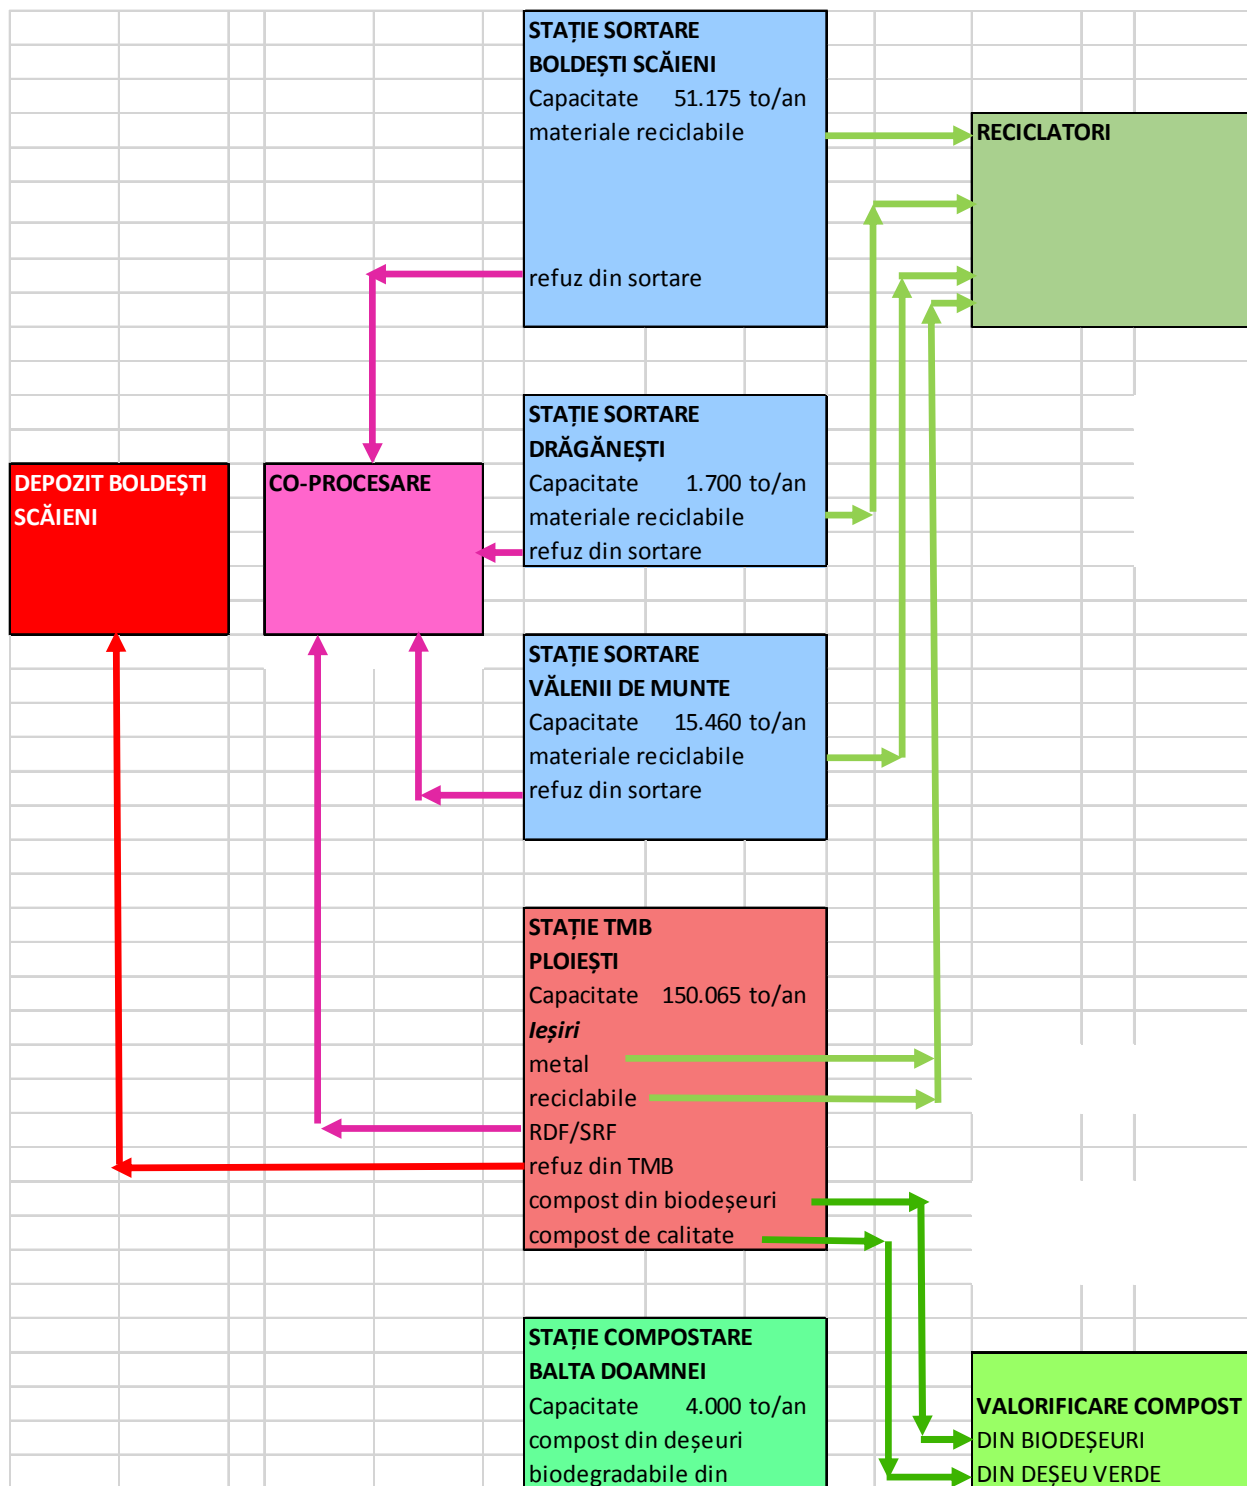 STAȚIE SORTARE
BOLDEȘTI SCĂIENI
Capacitate 51.175 to/an
materiale reciclabile
refuz din sortare
RECICLATORI
STAȚIE SORTARE
DRĂGĂNEȘTI
Capacitate 1.700 to/an
materiale reciclabile
refuz din sortare
DEPOZIT BOLDEȘTI
SCĂIENI
CO-PROCESARE
STAȚIE SORTARE
VĂLENII DE MUNTE
Capacitate 15.460 to/an
materiale reciclabile
refuz din sortare
STAȚIE TMB
PLOIEȘTI
Capacitate 150.065 to/an
Ieșiri
metal
reciclabile
RDF/SRF
refuz din TMB
compost din biodeșeuri
compost de calitate
STAȚIE COMPOSTARE
BALTA DOAMNEI
Capacitate 4.000 to/an
compost din deșeuri
biodegradabile din
VALORIFICARE COMPOST
DIN BIODEȘEURI
DIN DEȘEU VERDE